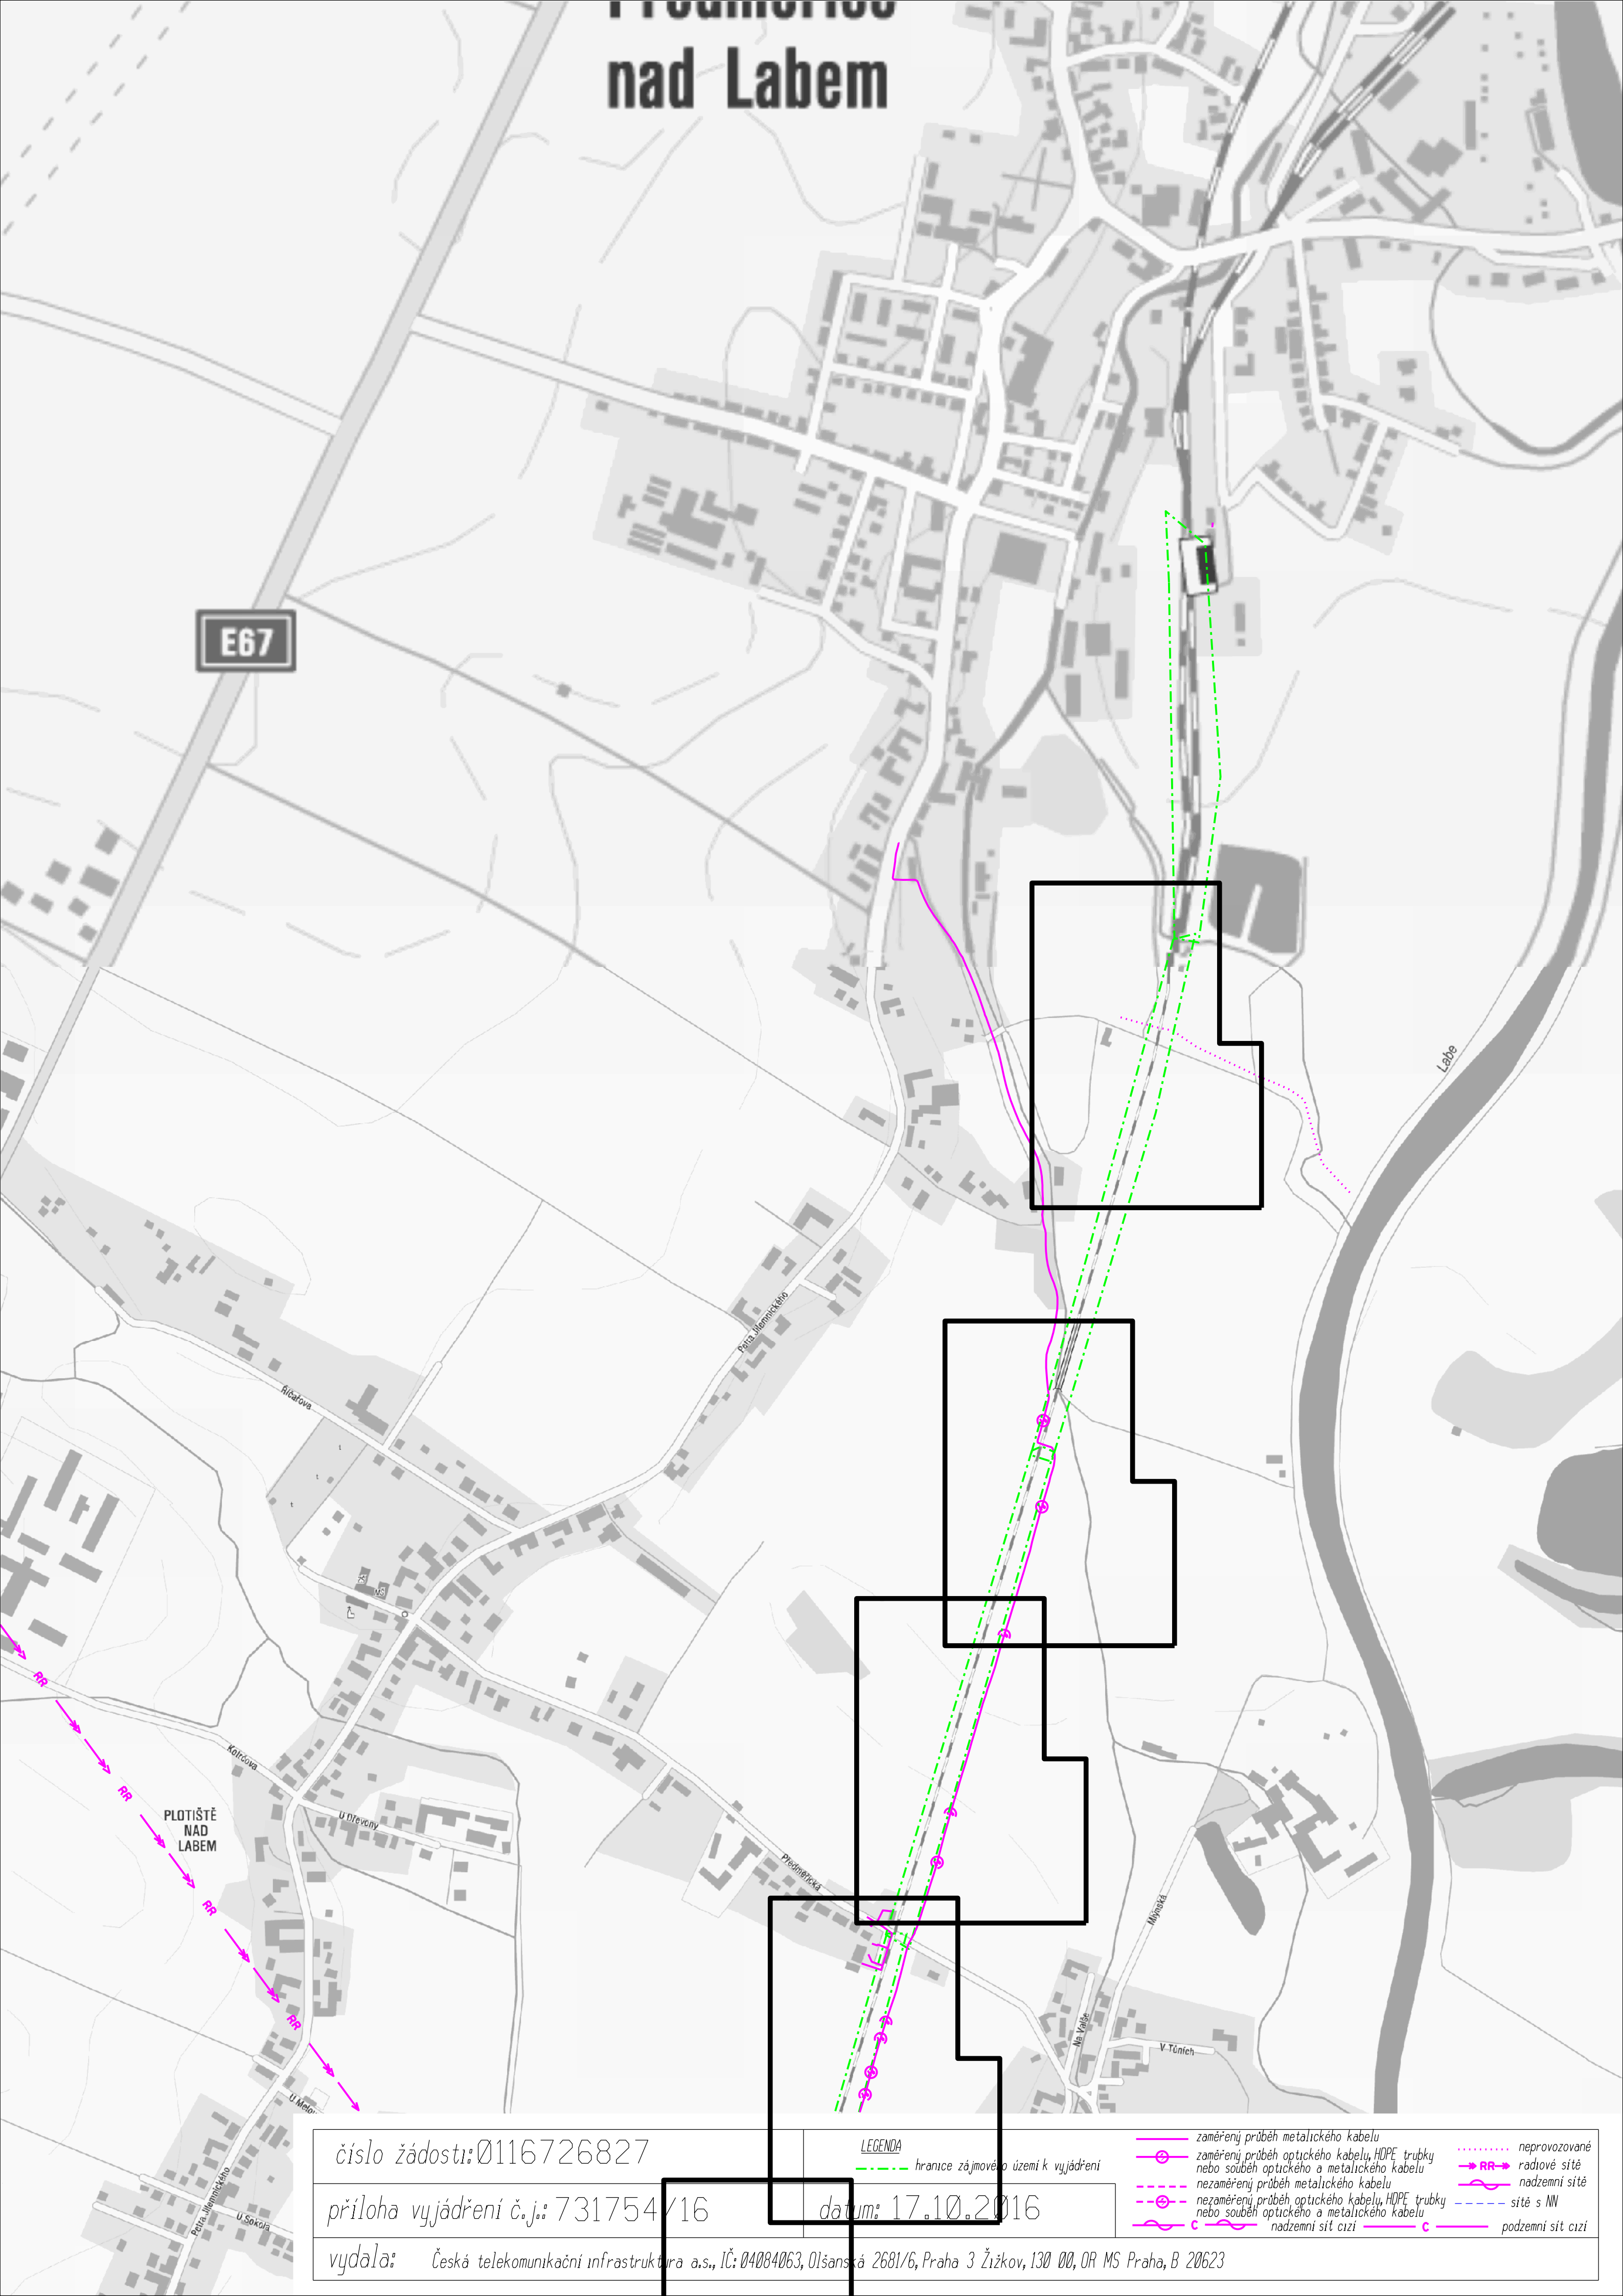 nad Labem
E67
Labe
Petra Jilemnického
Říčařova
Kotrčova
PLOTIŠTĚ
NAD
LABEM
U Dřevony
Předměřická
Mlýnská
Na Valše
V Tůních
Petra Jilemnického
U Sokola
RR
RR
RR
RR
číslo žádosti: 0116726827
příloha vyjádření č.j.: 731754/16
datum: 17.10.2016
vydala: Česká telekomunikační infrastruktura a.s., IČ: 04084063, Olšanská 2681/6, Praha 3 Žižkov, 130 00, OR MS Praha, B 20623
LEGENDA
hranice zájmového území k vyjádření
zaměřený průběh metalického kabelu
zaměřený průběh optického kabelu, HDPE trubky
nebo souběh optického a metalického kabelu
nezaměřený průběh metalického kabelu
nezaměřený průběh optického kabelu, HDPE trubky
nebo souběh optického a metalického kabelu
C nadzemní sít cizí
C podzemní sít cizí
neprovozované
RR radiové sítě
nadzemní sítě
sítě s NN